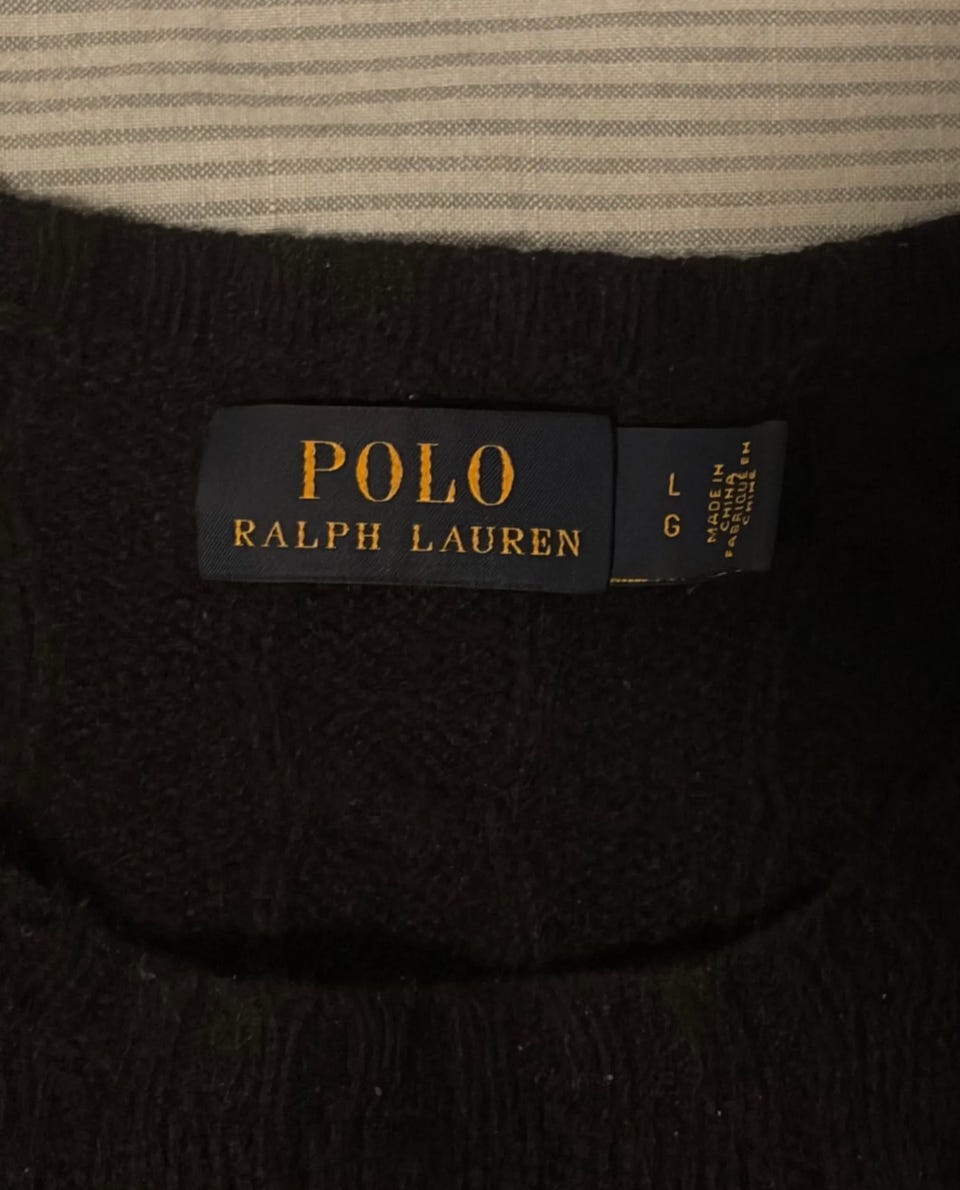 POLO
RALPH LAUREN
L
G
MADE IN
CHINA
FABRIQUÉ EN
CHINE